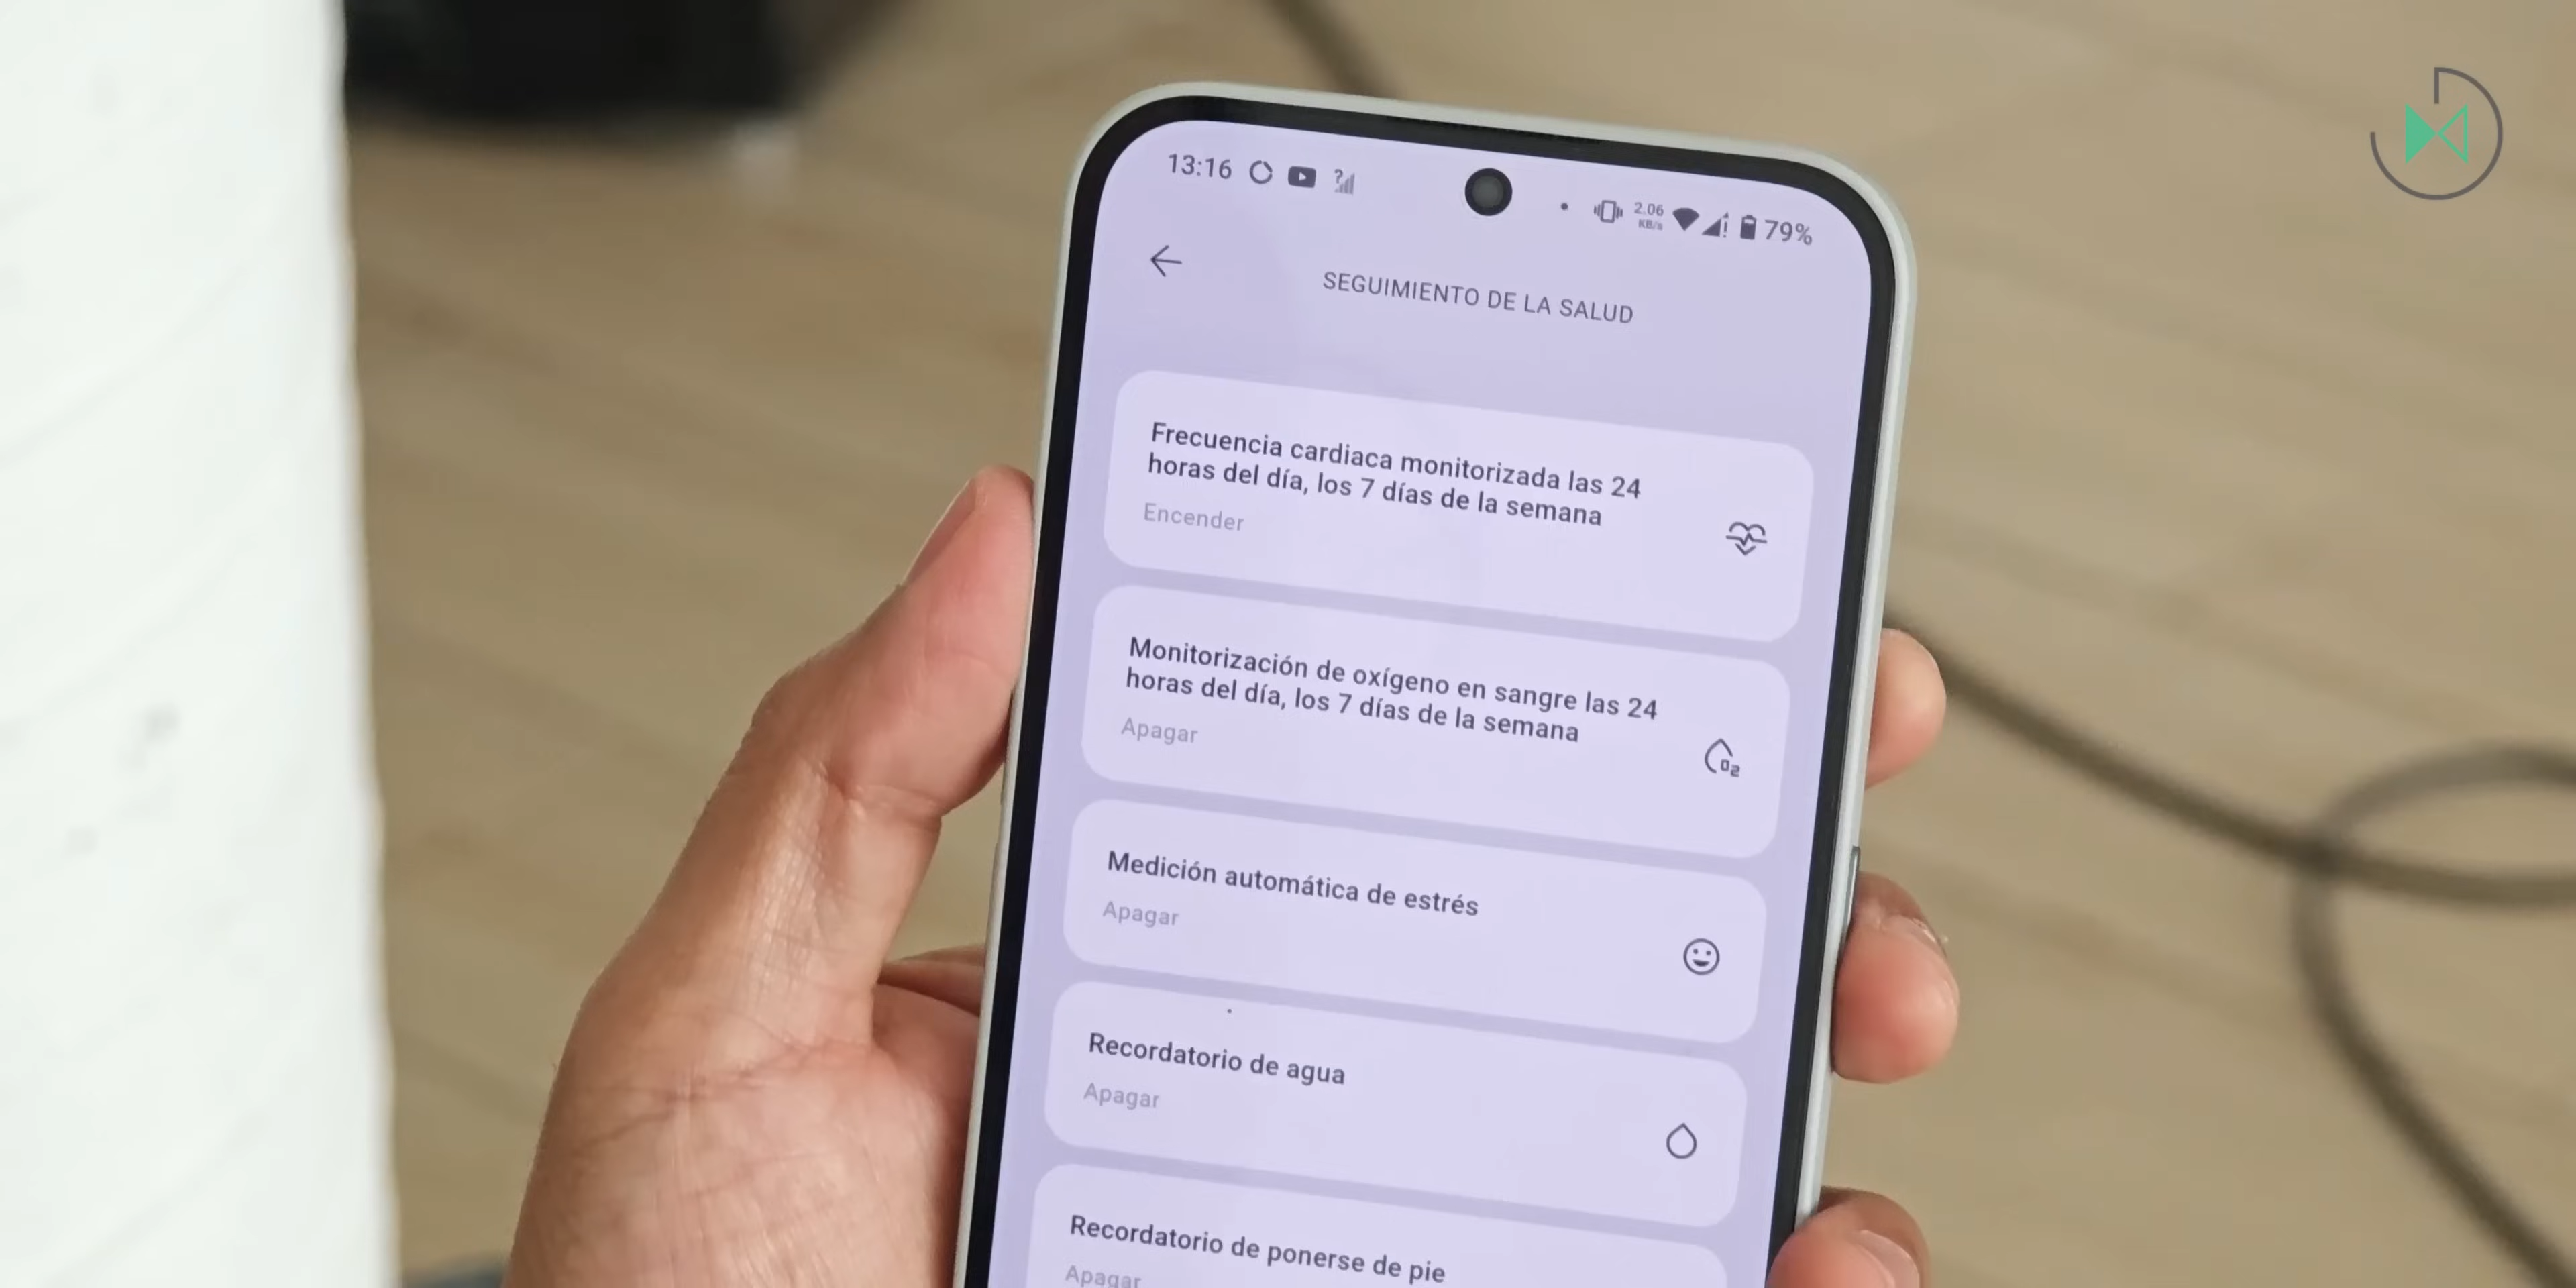 13:16
2.06
KB/s
79%
SEGUIMIENTO DE LA SALUD
Frecuencia cardiaca monitorizada las 24
horas del día, los 7 días de la semana
Encender
Monitorización de oxígeno en sangre las 24
horas del día, los 7 días de la semana
Apagar
O2
Medición automática de estrés
Apagar
Recordatorio de agua
Apagar
Recordatorio de ponerse de pie
Apagar